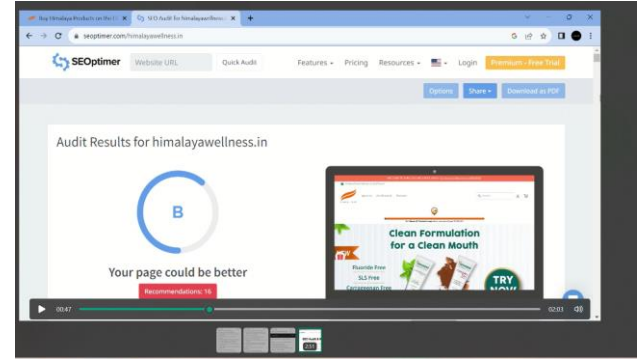 Buy Himalaya Products on the
SEO Audit for himalayawellness.
seoptimer.com/himalayawellness.in
SEOptimer
Website URL
Quick Audit
Features
Pricing
Resources
Login
Premium - Free Trial
Options
Share
Download as PDF
Audit Results for himalayawellness.in
B
Your page could be better
Recommendations: 16
Clean Formulation
for a Clean Mouth
NEW
Fluoride Free
SLS Free
Carrageenan Free
TRY
NOW!
00:47
02:03